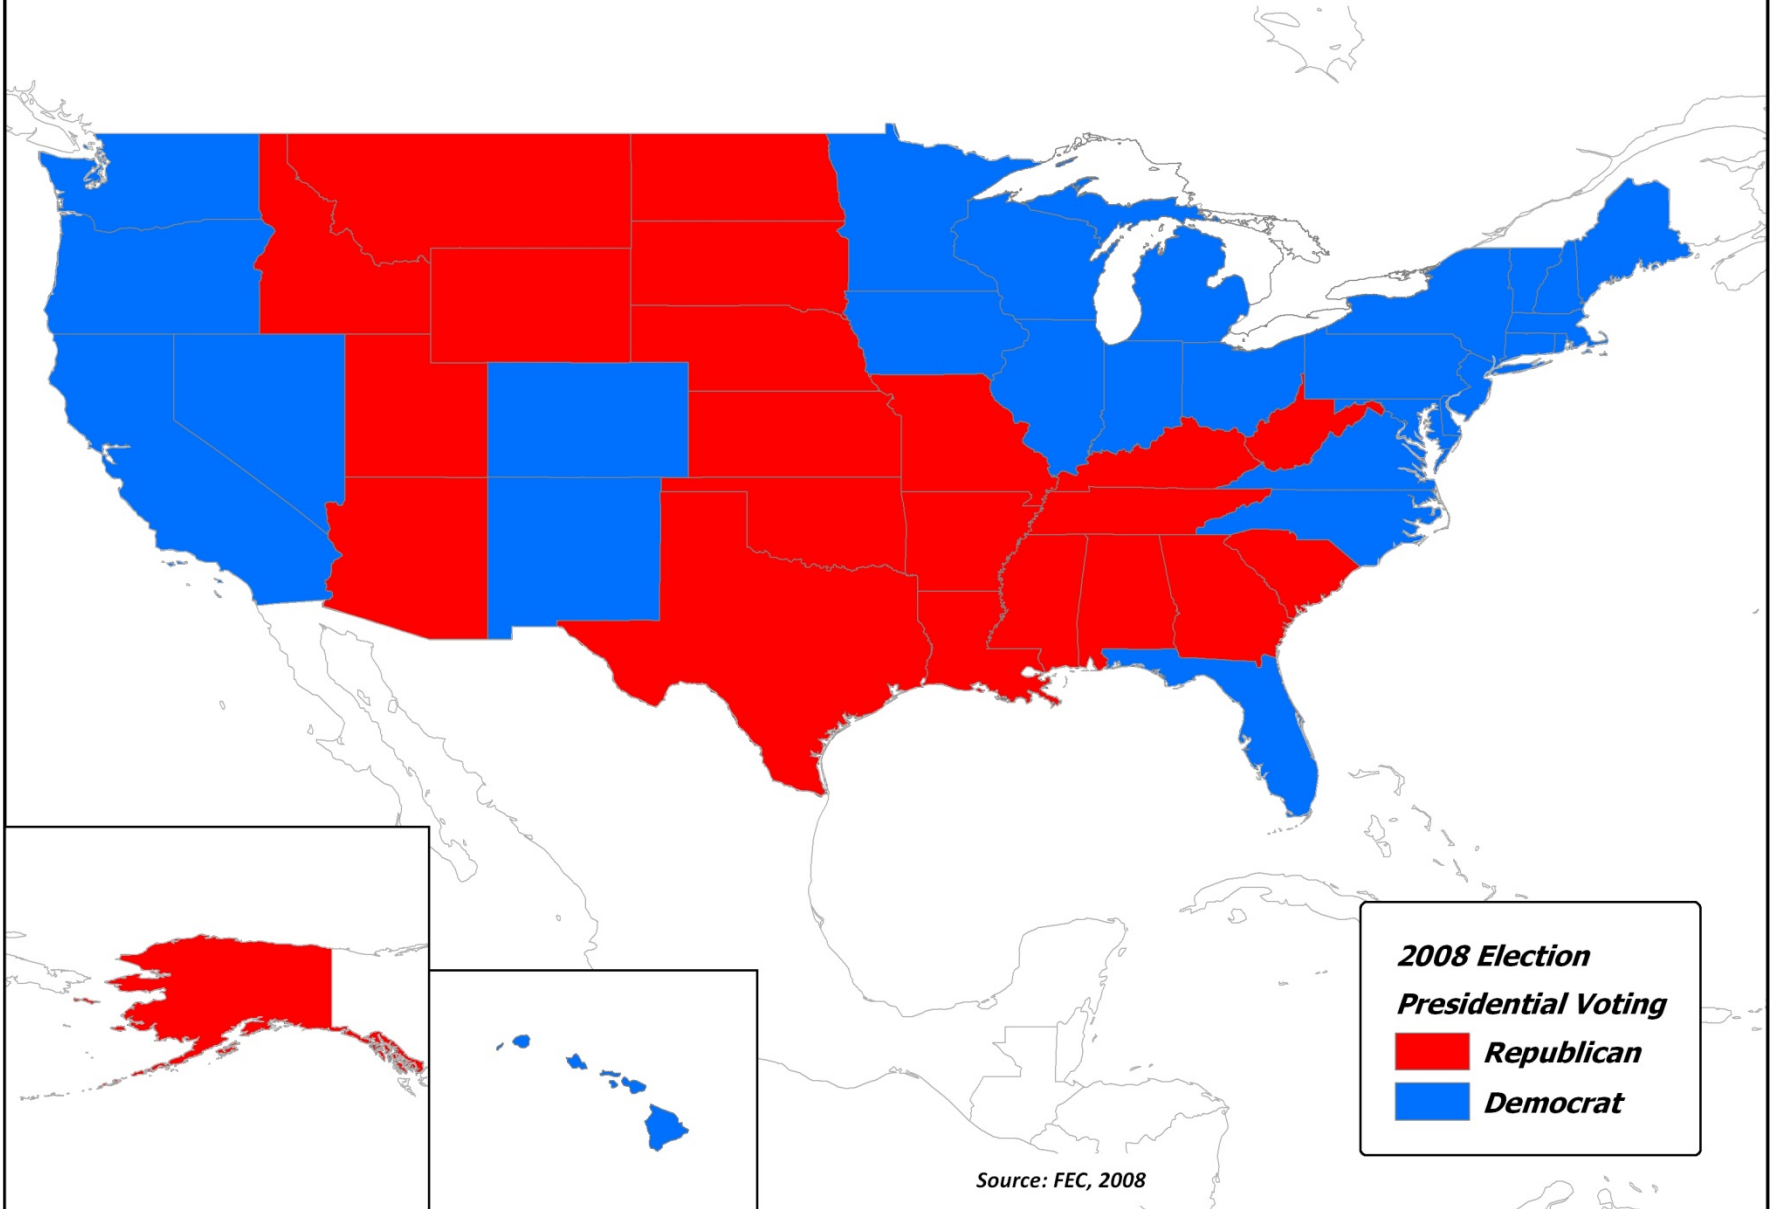 2008 Election
Presidential Voting
Republican
Democrat
Source: FEC, 2008